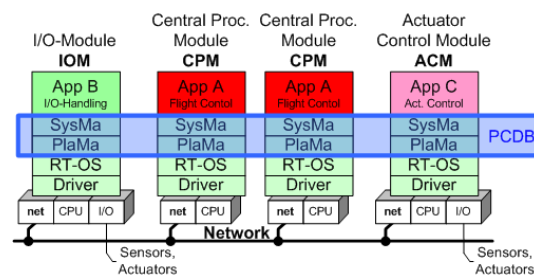 I/O-Module
IOM
Central Proc.
Module
CPM
Central Proc.
Module
CPM
Actuator
Control Module
ACM
App B
I/O-Handling
App A
Flight Contol
App A
Flight Control
App C
Act. Control
SysMa
SysMa
SysMa
SysMa
PCDB
PlaMa
PlaMa
PlaMa
PlaMa
RT-OS
RT-OS
RT-OS
RT-OS
Driver
Driver
Driver
Driver
net CPU I/O
net CPU
net CPU
net CPU I/O
Network
Sensors,
Actuators
Sensors,
Actuators